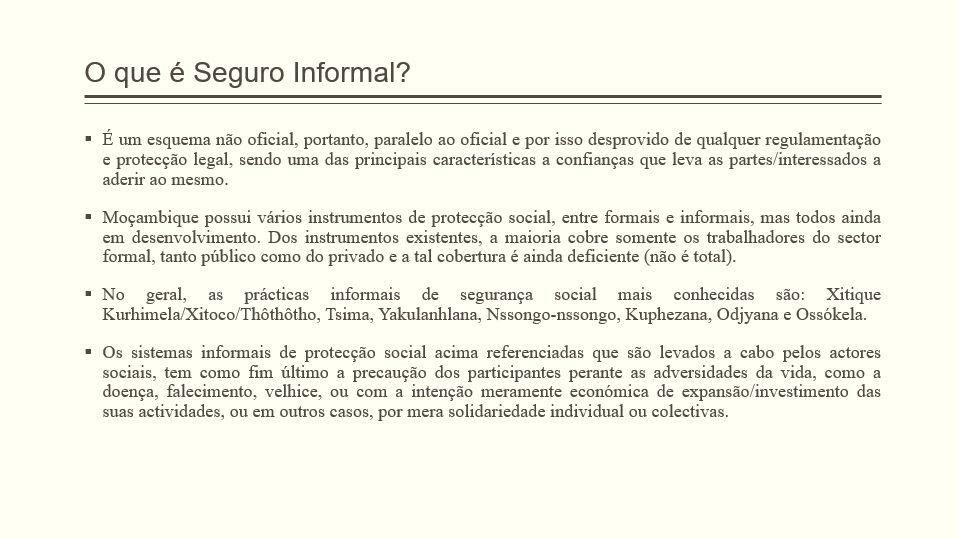 O que é Seguro Informal?
▪ É um esquema não oficial, portanto, paralelo ao oficial e por isso desprovido de qualquer regulamentação
e protecção legal, sendo uma das principais características a confianças que leva as partes/interessados a
aderir ao mesmo.
▪ Moçambique possui vários instrumentos de protecção social, entre formais e informais, mas todos ainda
em desenvolvimento. Dos instrumentos existentes, a maioria cobre somente os trabalhadores do sector
formal, tanto público como do privado e a tal cobertura é ainda deficiente (não é total).
▪ No geral, as prácticas informais de segurança social mais conhecidas são: Xitique
Kurhimela/Xitoco/Thôthôtho, Tsima, Yakulanhlana, Nssongo-nssongo, Kuphezana, Odjyana e Ossókela.
▪ Os sistemas informais de protecção social acima referenciadas que são levados a cabo pelos actores
sociais, tem como fim último a precaução dos participantes perante as adversidades da vida, como a
doença, falecimento, velhice, ou com a intenção meramente económica de expansão/investimento das
suas actividades, ou em outros casos, por mera solidariedade individual ou colectivas.